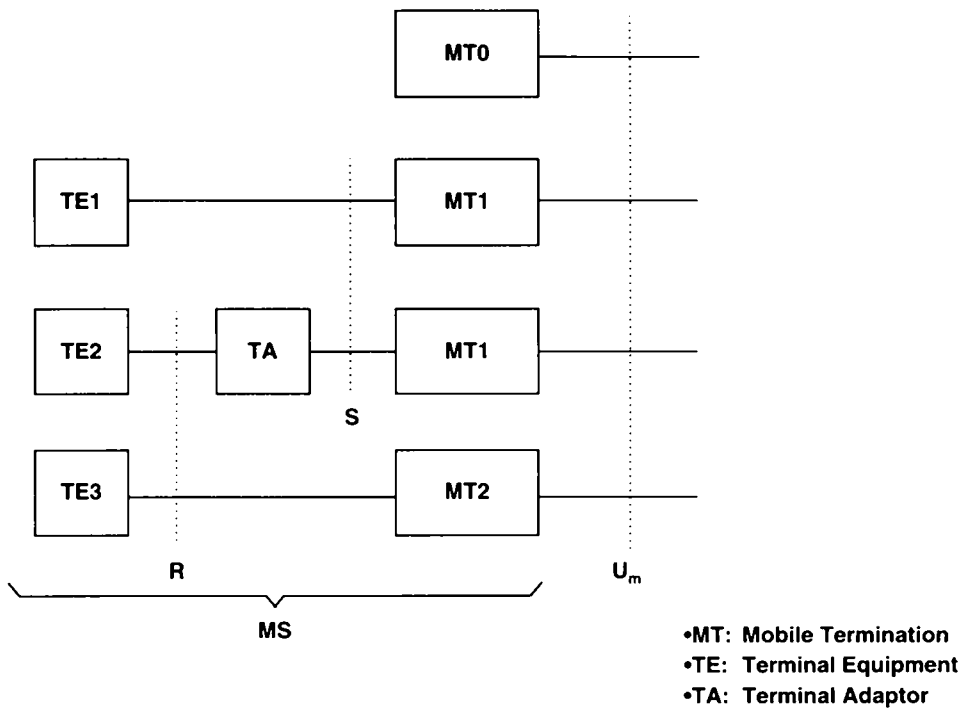 MT0
TE1
MT1
TE2
TA
MT1
S
TE3
MT2
R
Um
MS
•MT: Mobile Termination
•TE: Terminal Equipment
•TA: Terminal Adaptor